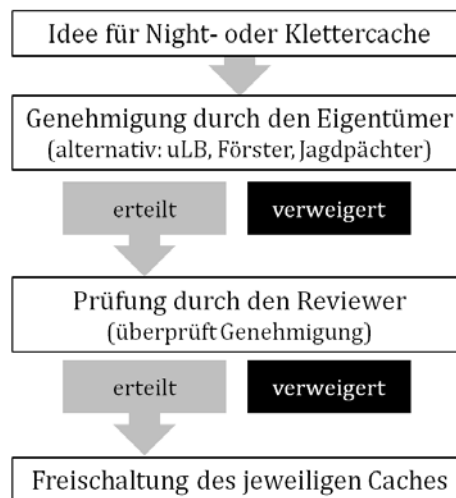 Idee für Night- oder Klettercache
Genehmigung durch den Eigentümer
(alternativ: uLB, Förster, Jagdpächter)
erteilt verweigert
Prüfung durch den Reviewer
(überprüft Genehmigung)
erteilt verweigert
Freischaltung des jeweiligen Caches